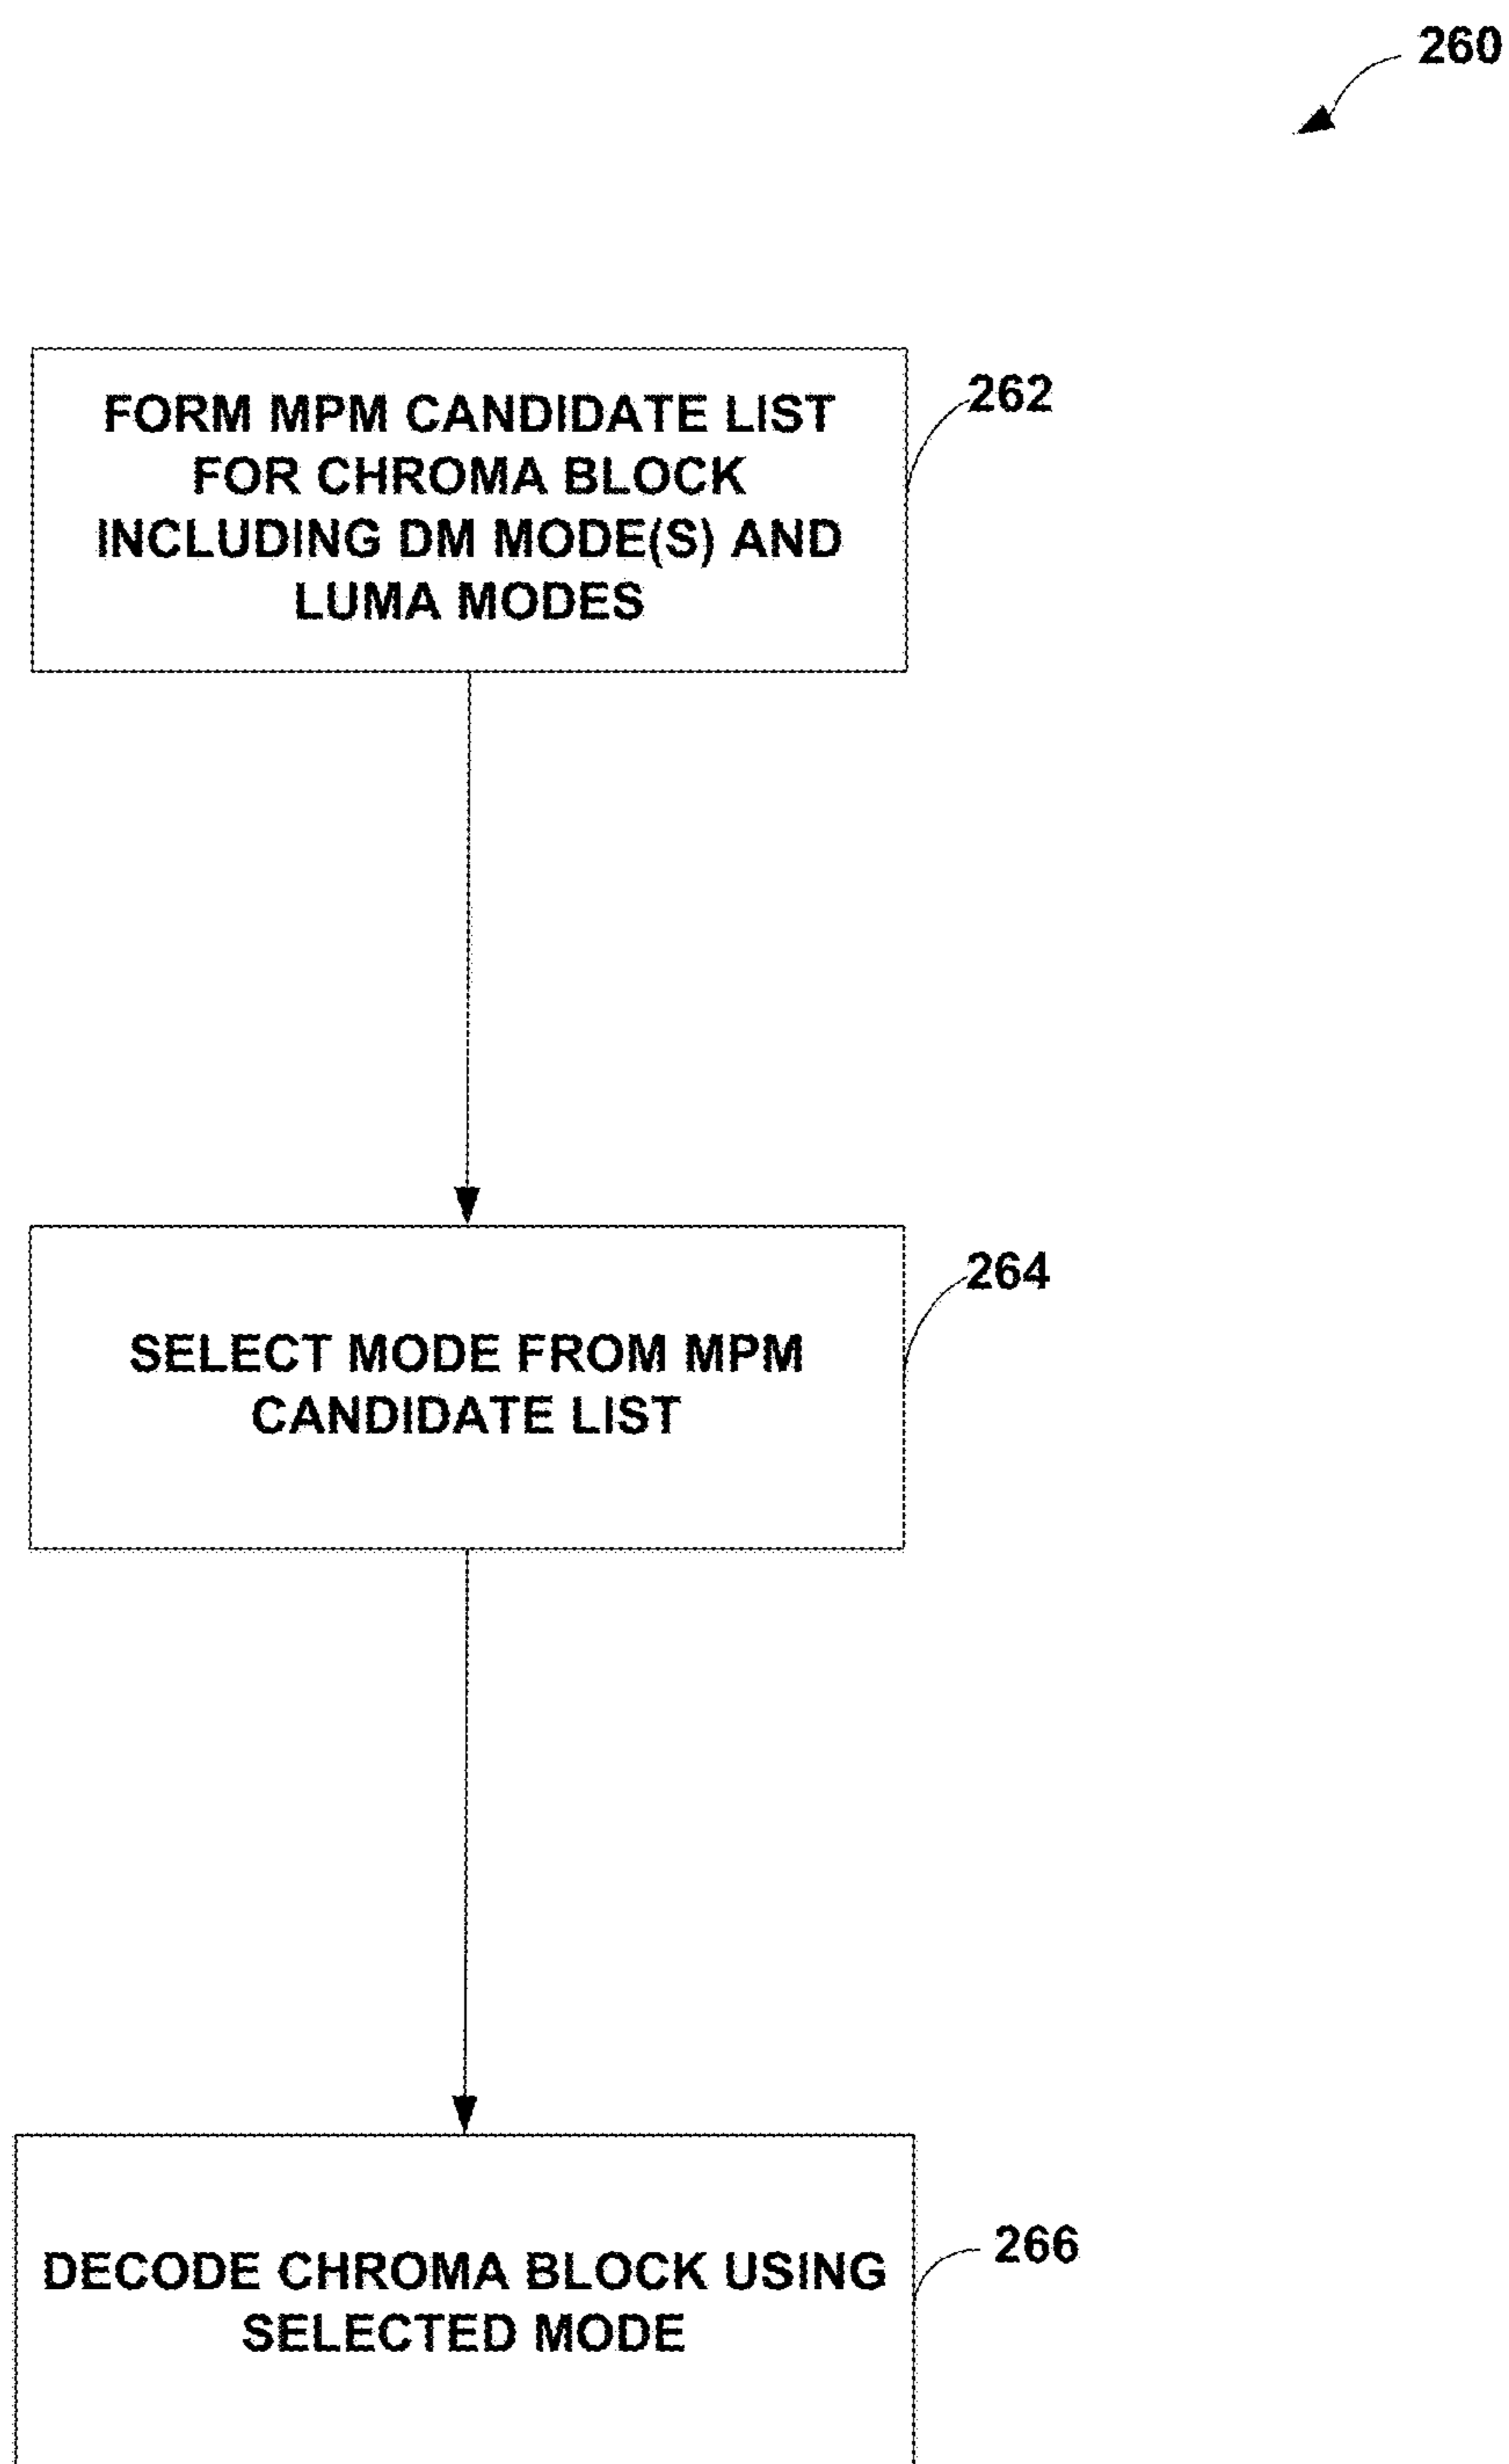 260
FORM MPM CANDIDATE LIST
FOR CHROMA BLOCK
INCLUDING DM MODE(S) AND
LUMA MODES
262
SELECT MODE FROM MPM
CANDIDATE LIST
264
DECODE CHROMA BLOCK USING
SELECTED MODE
266